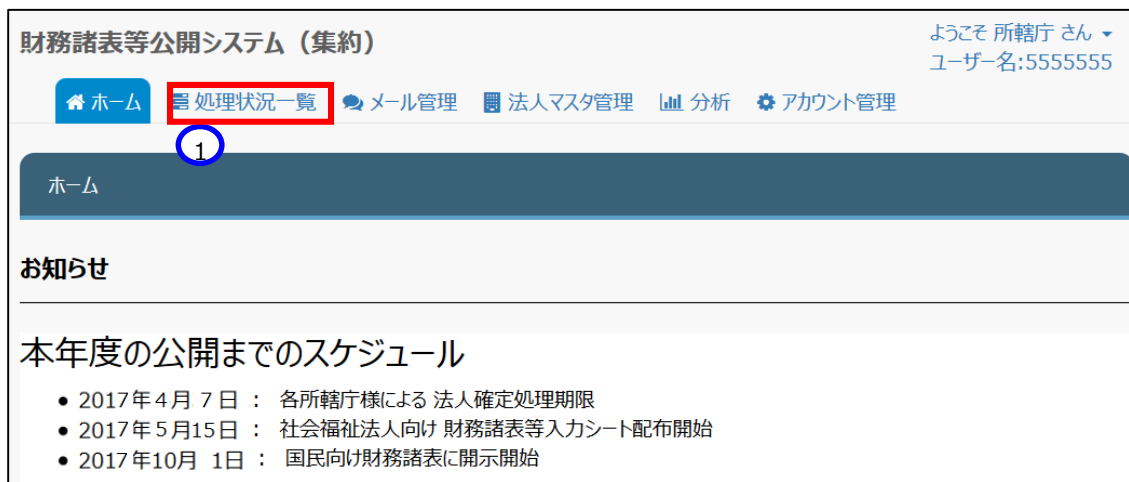 財務諸表等公開システム（集約）
ようこそ 所轄庁 さん
ユーザー名:5555555
ホーム 処理状況一覧 メール管理 法人マスタ管理 分析 アカウント管理
1
ホーム
お知らせ
本年度の公開までのスケジュール
• 2017年4月 7日 ： 各所轄庁様による 法人確定処理期限
• 2017年5月15日 ： 社会福祉法人向け 財務諸表等入力シート配布開始
• 2017年10月 1日 ： 国民向け財務諸表に開示開始